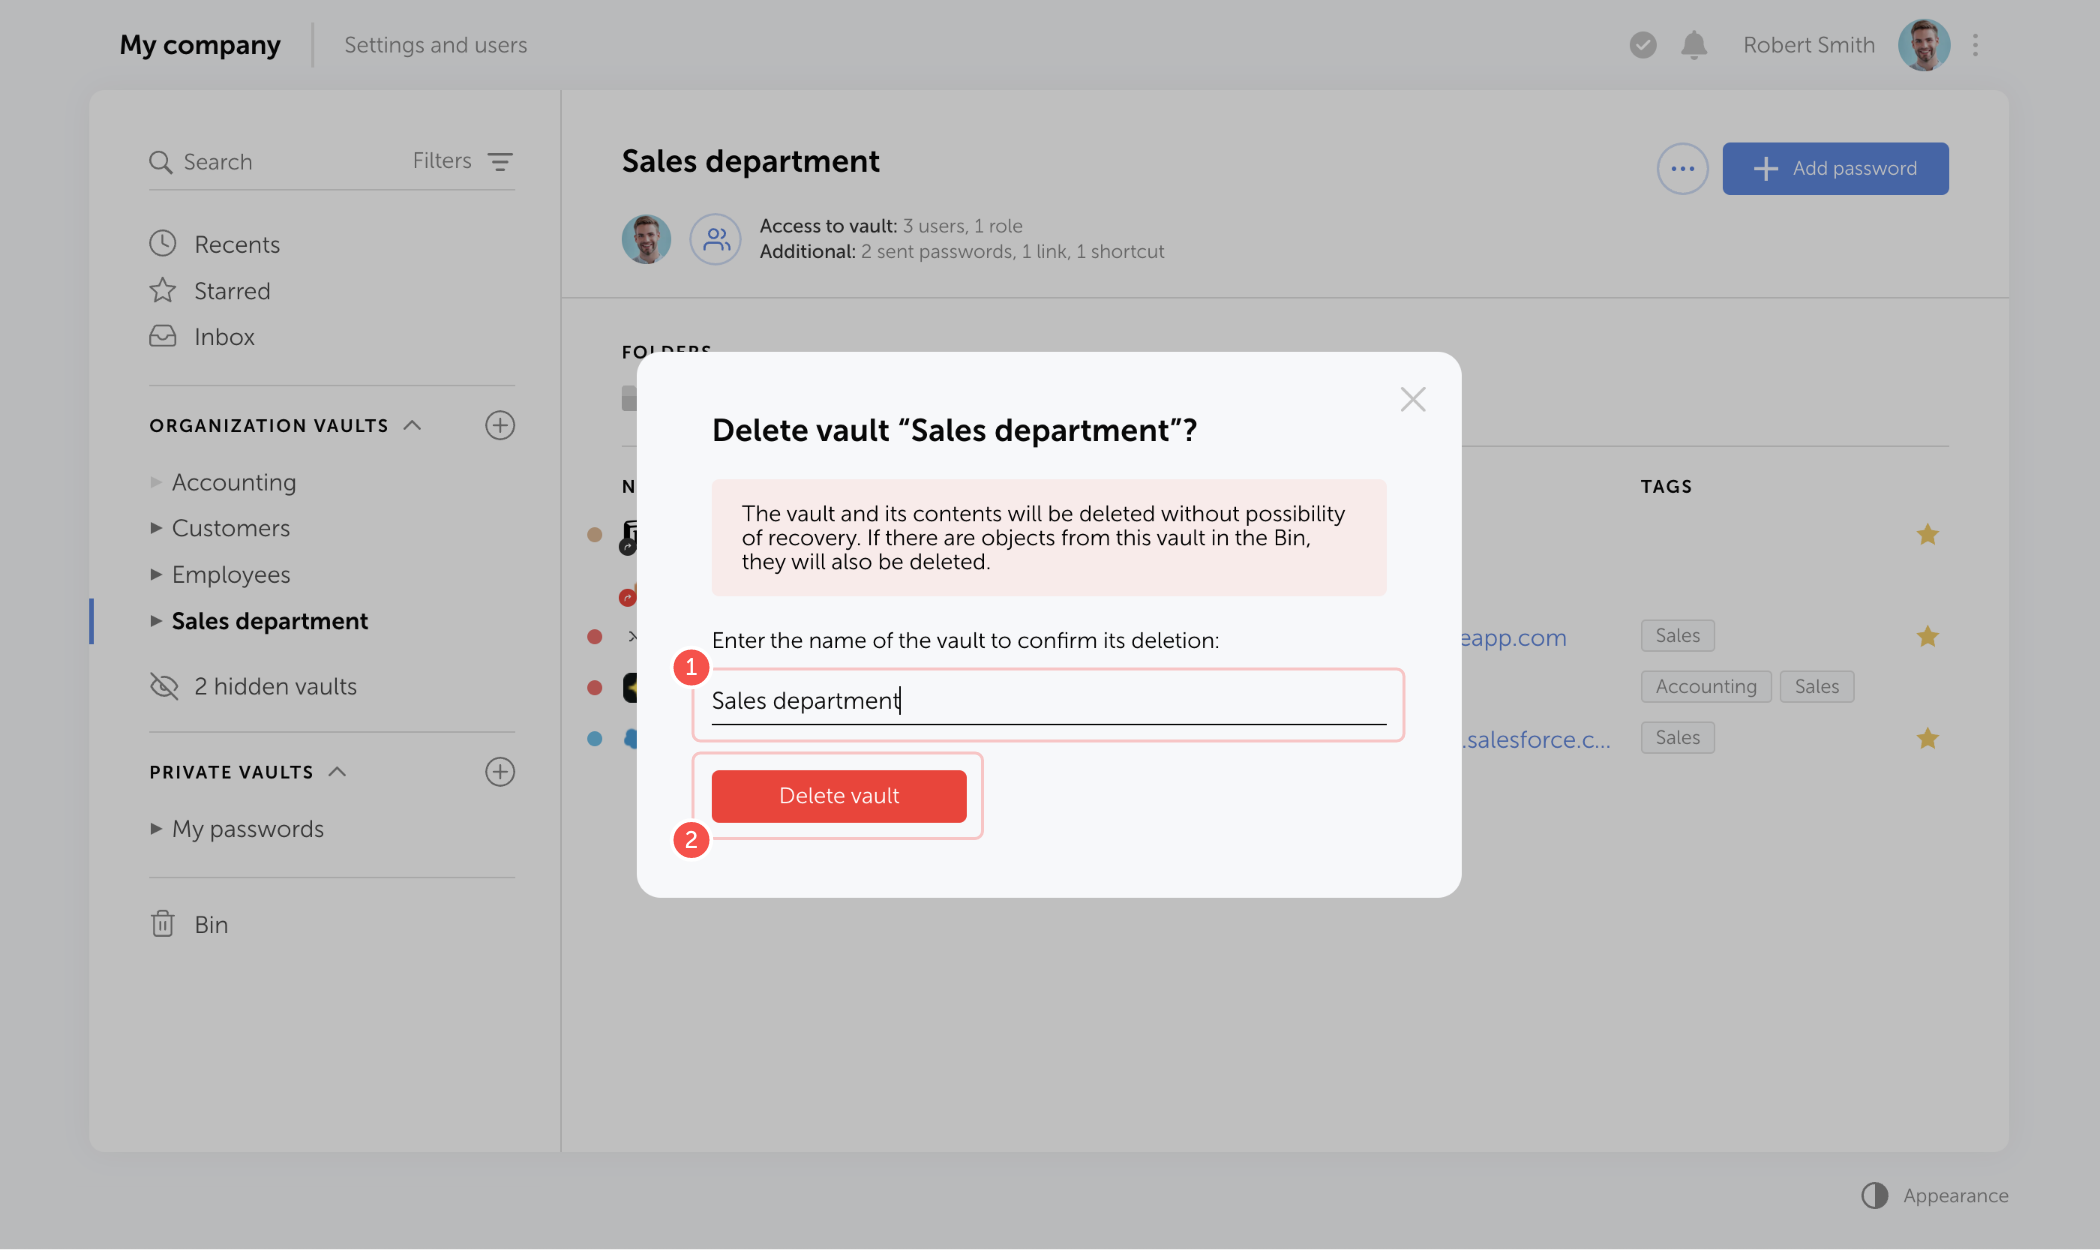 My company
Settings and users
Robert Smith
Search
Filters
Recents
Starred
Inbox
ORGANIZATION VAULTS
Accounting
Customers
Employees
Sales department
2 hidden vaults
PRIVATE VAULTS
My passwords
Bin
Sales department
Add password
Access to vault: 3 users, 1 role
Additional: 2 sent passwords, 1 link, 1 shortcut
FOLDERS
N
TAGS
eapp.com
Sales
Accounting
Sales
.salesforce.c...
Sales
Delete vault “Sales department”?
The vault and its contents will be deleted without possibility
of recovery. If there are objects from this vault in the Bin,
they will also be deleted.
Enter the name of the vault to confirm its deletion:
1
Sales department
Delete vault
2
Appearance